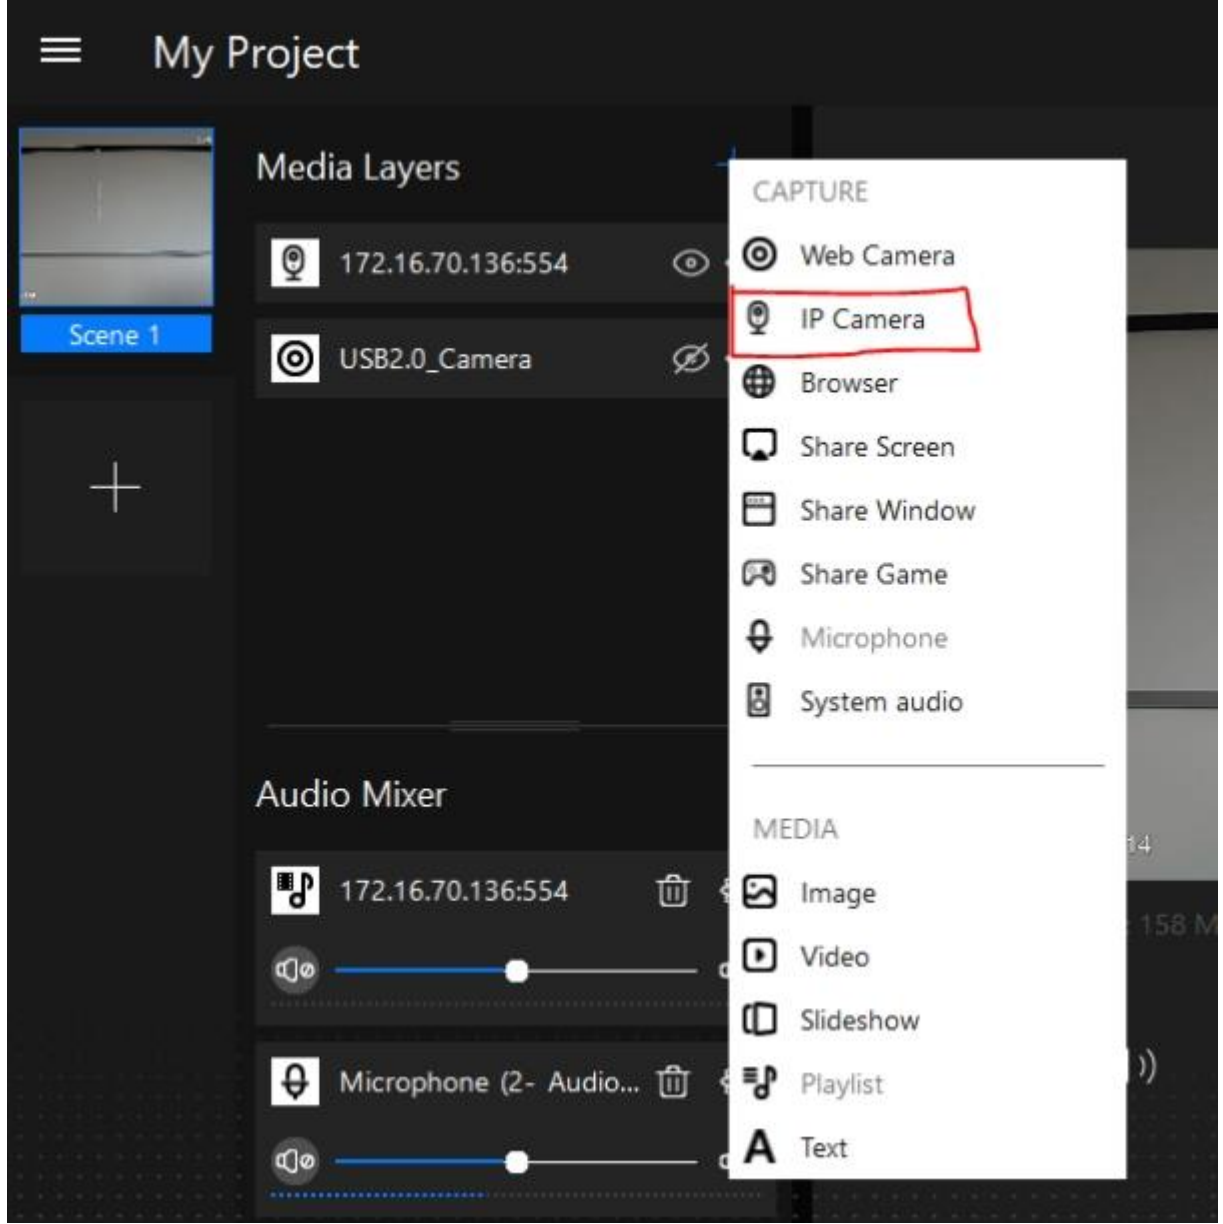 My Project
Scene 1
Media Layers
172.16.70.136:554
USB2.0_Camera
Audio Mixer
172.16.70.136:554
Microphone (2- Audio...
CAPTURE
Web Camera
IP Camera
Browser
Share Screen
Share Window
Share Game
Microphone
System audio
MEDIA
Image
Video
Slideshow
Playlist
Text
14
: 158 M